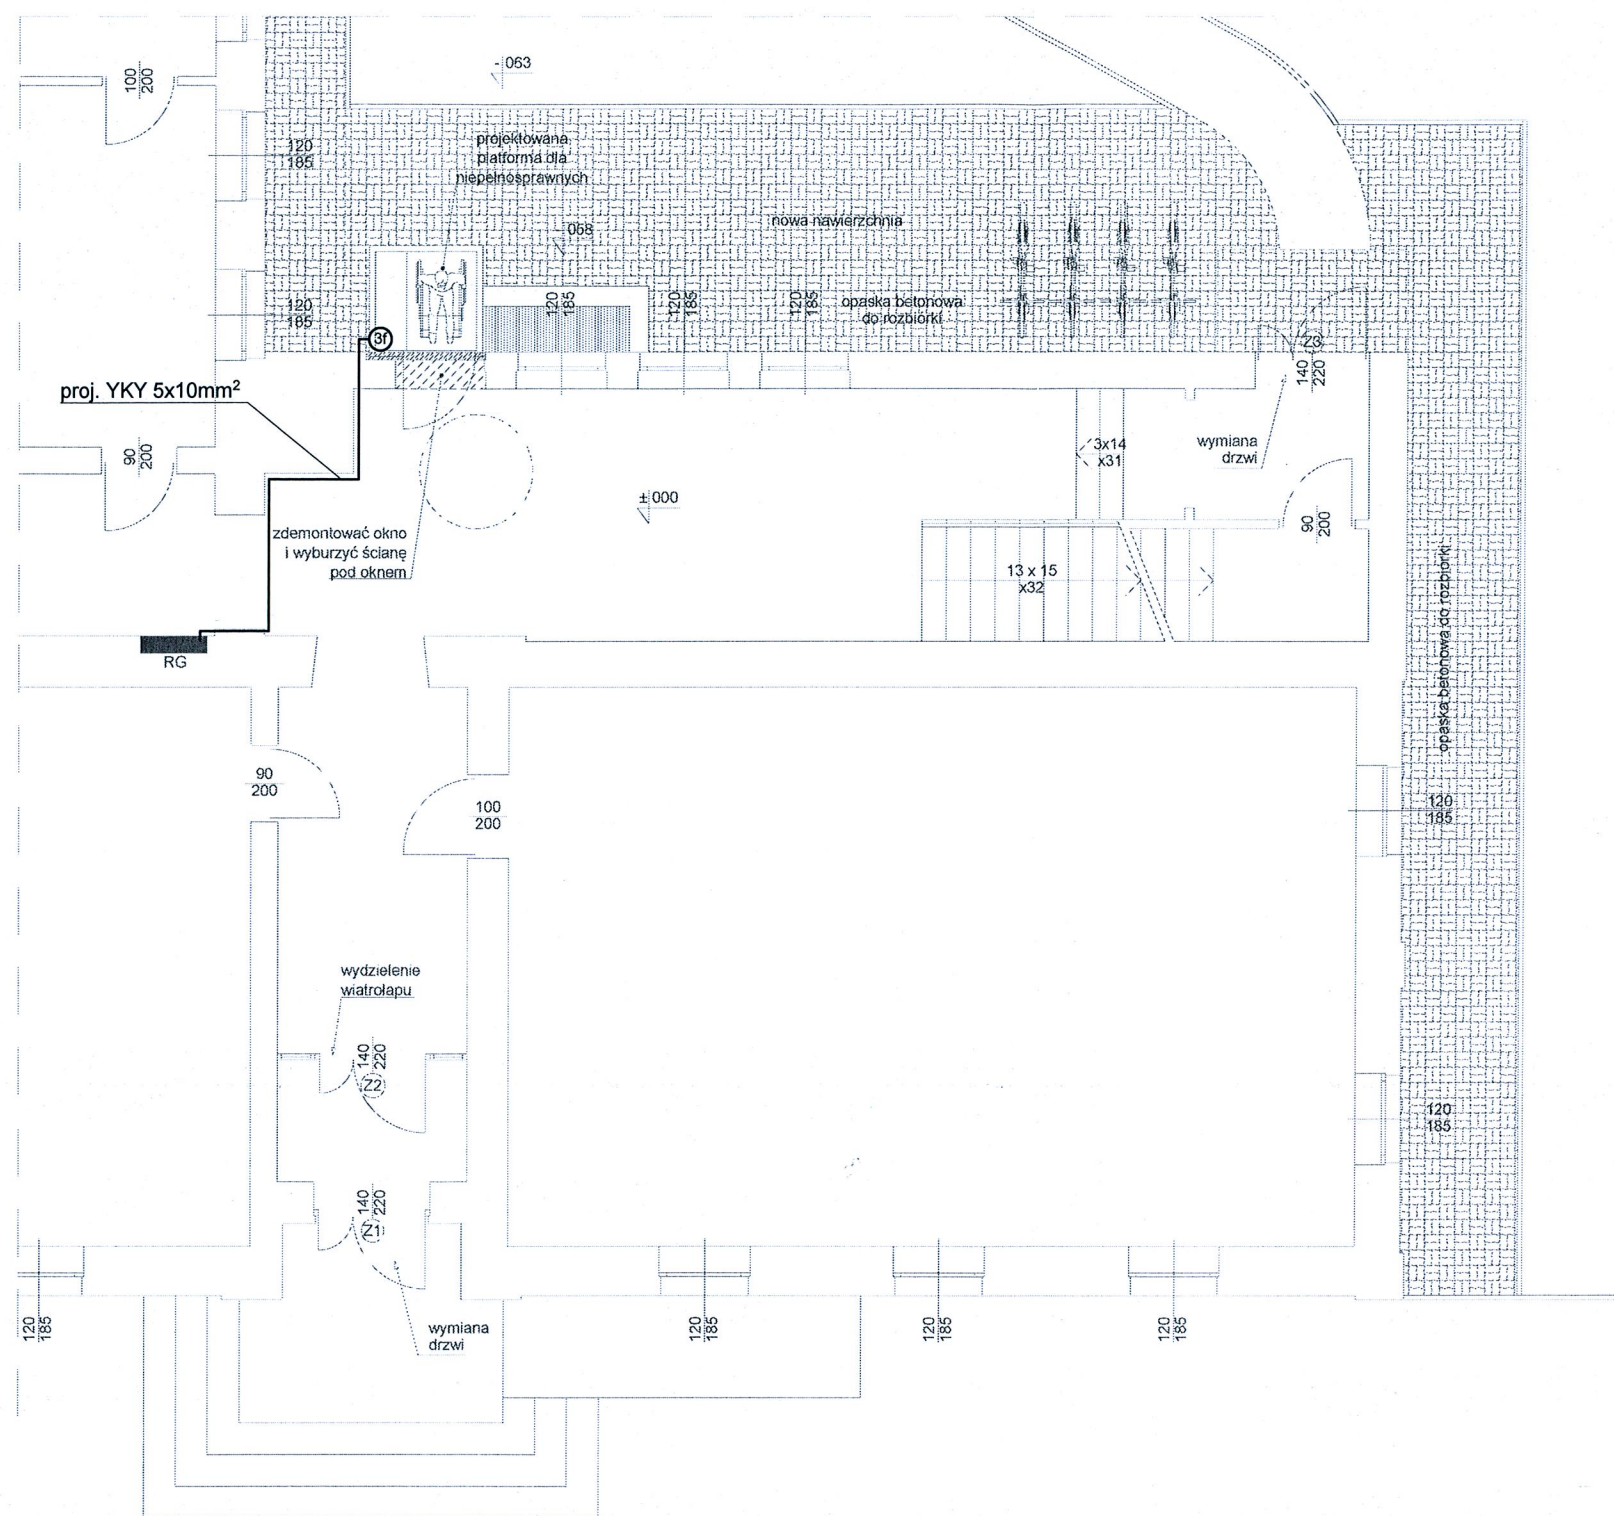 100
200
- 063
120
185
projektowana
platforma dla
niepełnosprawnych
nowa nawierzchnia
- 068
120
185
120
185
120
185
120
185
opaska betonowa
do rozbiórki
3f
Z3
140
220
proj. YKY 5x10mm²
90
200
3x14
x31
wymiana
drzwi
± 000
90
200
zdemontować okno
i wyburzyć ścianę
pod oknem
13 x 15
x32
opaska betonowa do rozbiórki
RG
90
200
100
200
120
185
wydzielenie
wiatrołapu
140
220
Z2
120
185
140
220
Z1
wymiana
drzwi
120
185
120
185
120
185
120
185